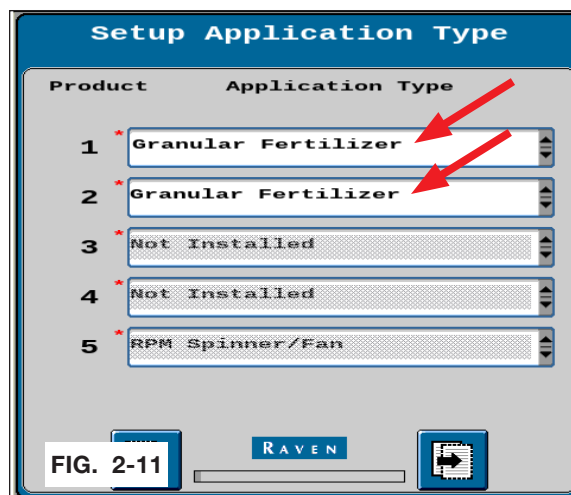 Setup Application Type
Product Application Type
1 * Granular Fertilizer
2 * Granular Fertilizer
3 * Not Installed
4 * Not Installed
5 * RPM Spinner/Fan
FIG. 2-11
RAVEN